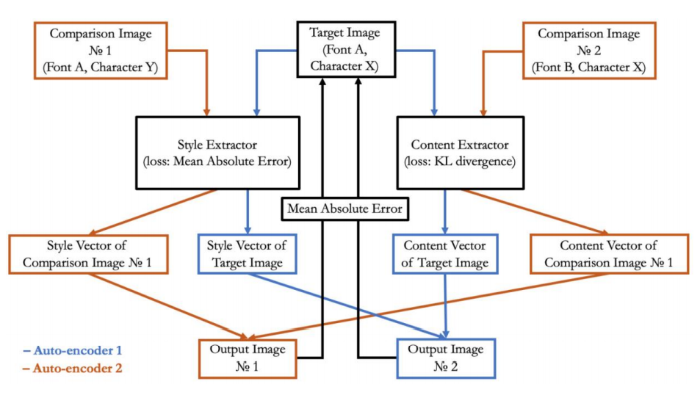 Comparison Image
№ 1
(Font A, Character Y)
Target Image
(Font A,
Character X)
Comparison Image
№ 2
(Font B, Character X)
Style Extractor
(loss: Mean Absolute Error)
Content Extractor
(loss: KL divergence)
Mean Absolute Error
Style Vector of
Comparison Image № 1
Style Vector of
Target Image
Content Vector
of Target Image
Content Vector of
Comparison Image № 1
– Auto-encoder 1
– Auto-encoder 2
Output Image
№ 1
Output Image
№ 2